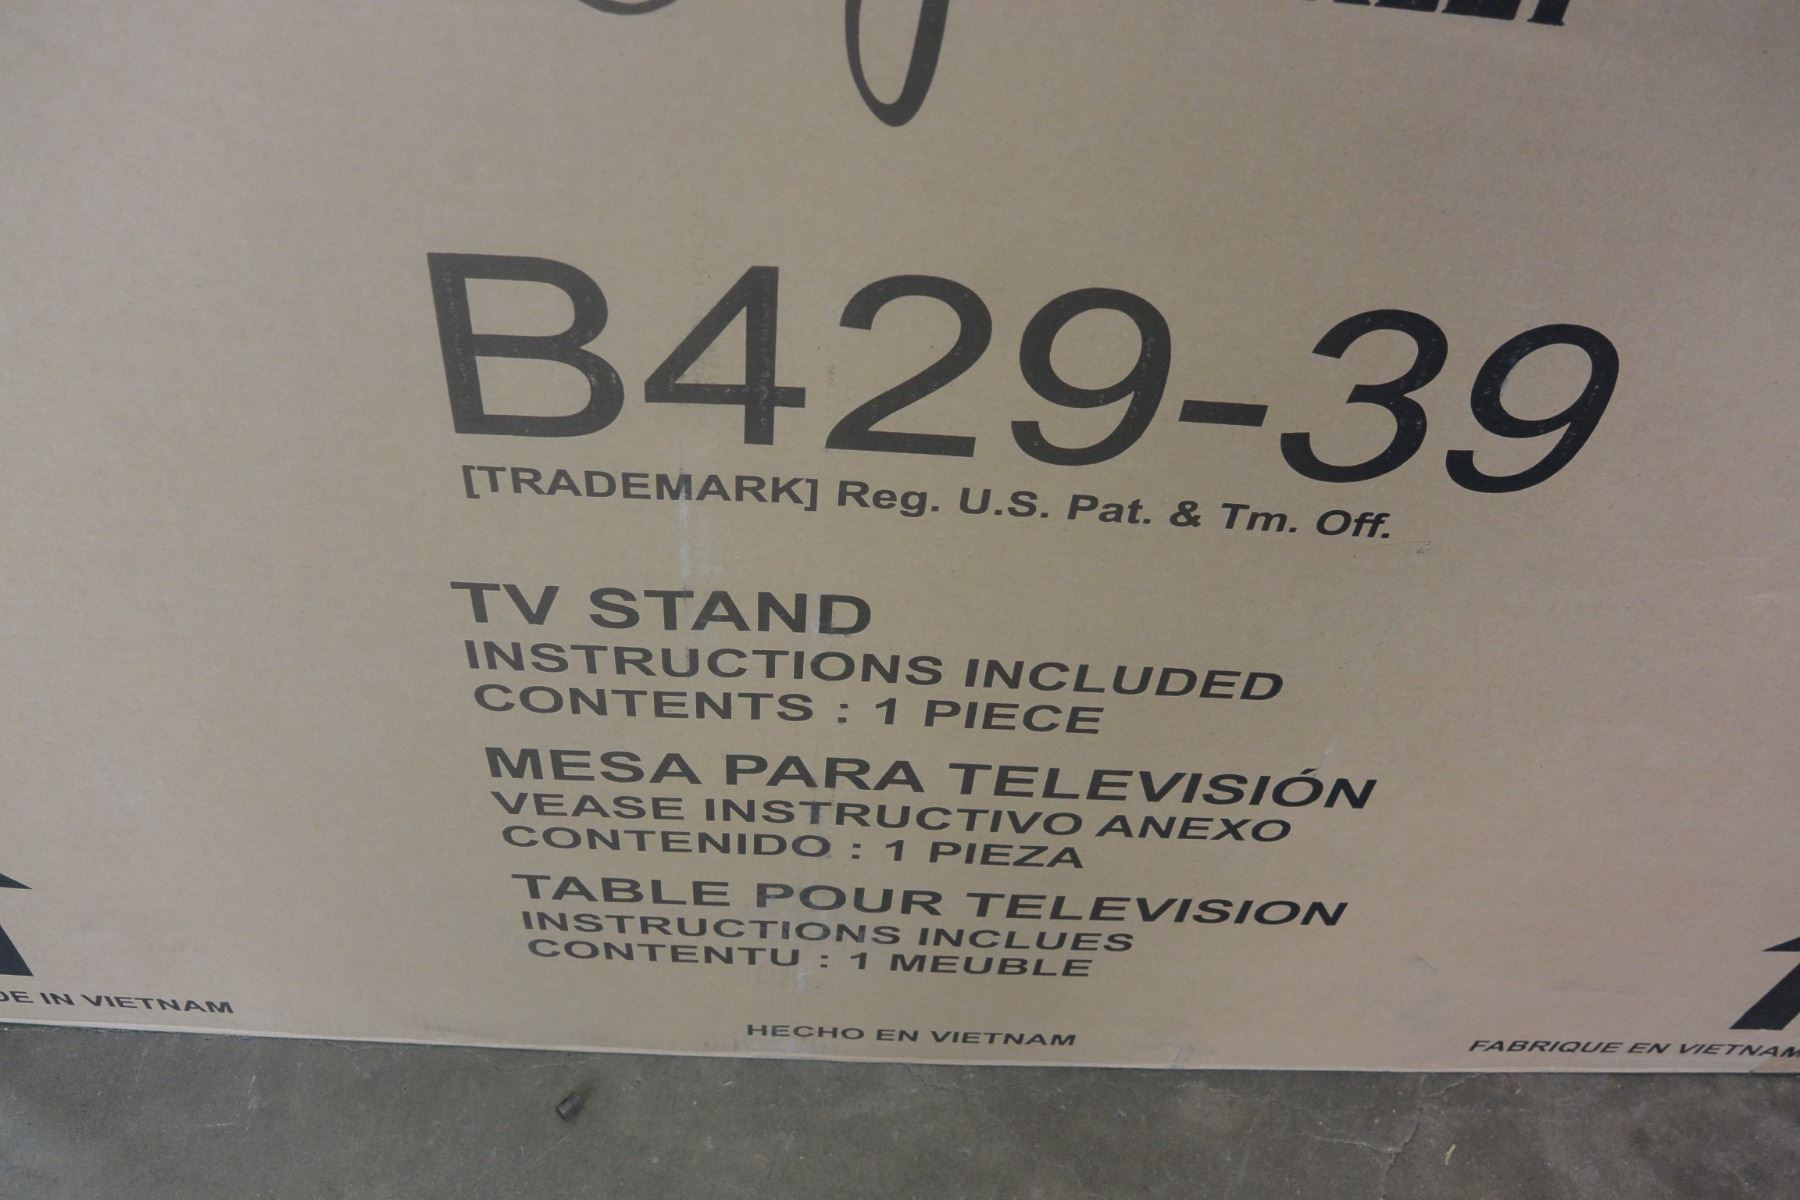 B429-39
[TRADEMARK] Reg. U.S. Pat. & Tm. Off.
TV STAND
INSTRUCTIONS INCLUDED
CONTENTS : 1 PIECE
MESA PARA TELEVISIÓN
VEASE INSTRUCTIVO ANEXO
CONTENIDO : 1 PIEZA
TABLE POUR TELEVISION
INSTRUCTIONS INCLUES
CONTENTU : 1 MEUBLE
DE IN VIETNAM
HECHO EN VIETNAM
FABRIQUE EN VIETNAM